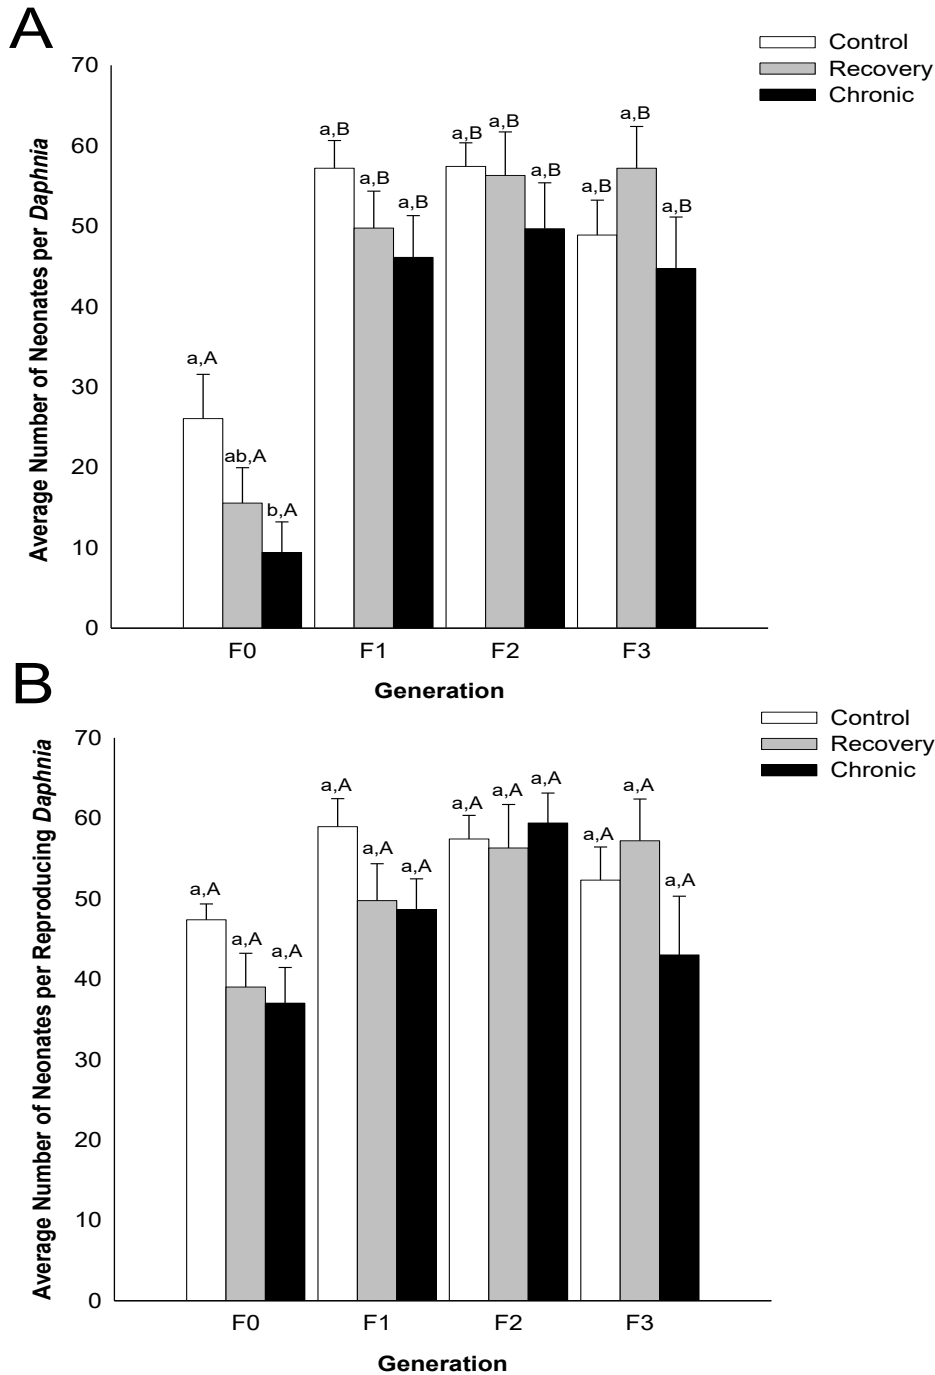 A
Control
Recovery
Chronic
Average Number of Neonates per Daphnia
70
60
50
40
30
20
10
0
a,A
ab,A
b,A
a,B
a,B
a,B
a,B
a,B
a,B
a,B
a,B
a,B
F0 F1 F2 F3
Generation
B
Control
Recovery
Chronic
Average Number of Neonates per Reproducing Daphnia
70
60
50
40
30
20
10
0
a,A
a,A
a,A
a,A
a,A
a,A
a,A
a,A
a,A
a,A
a,A
a,A
F0 F1 F2 F3
Generation